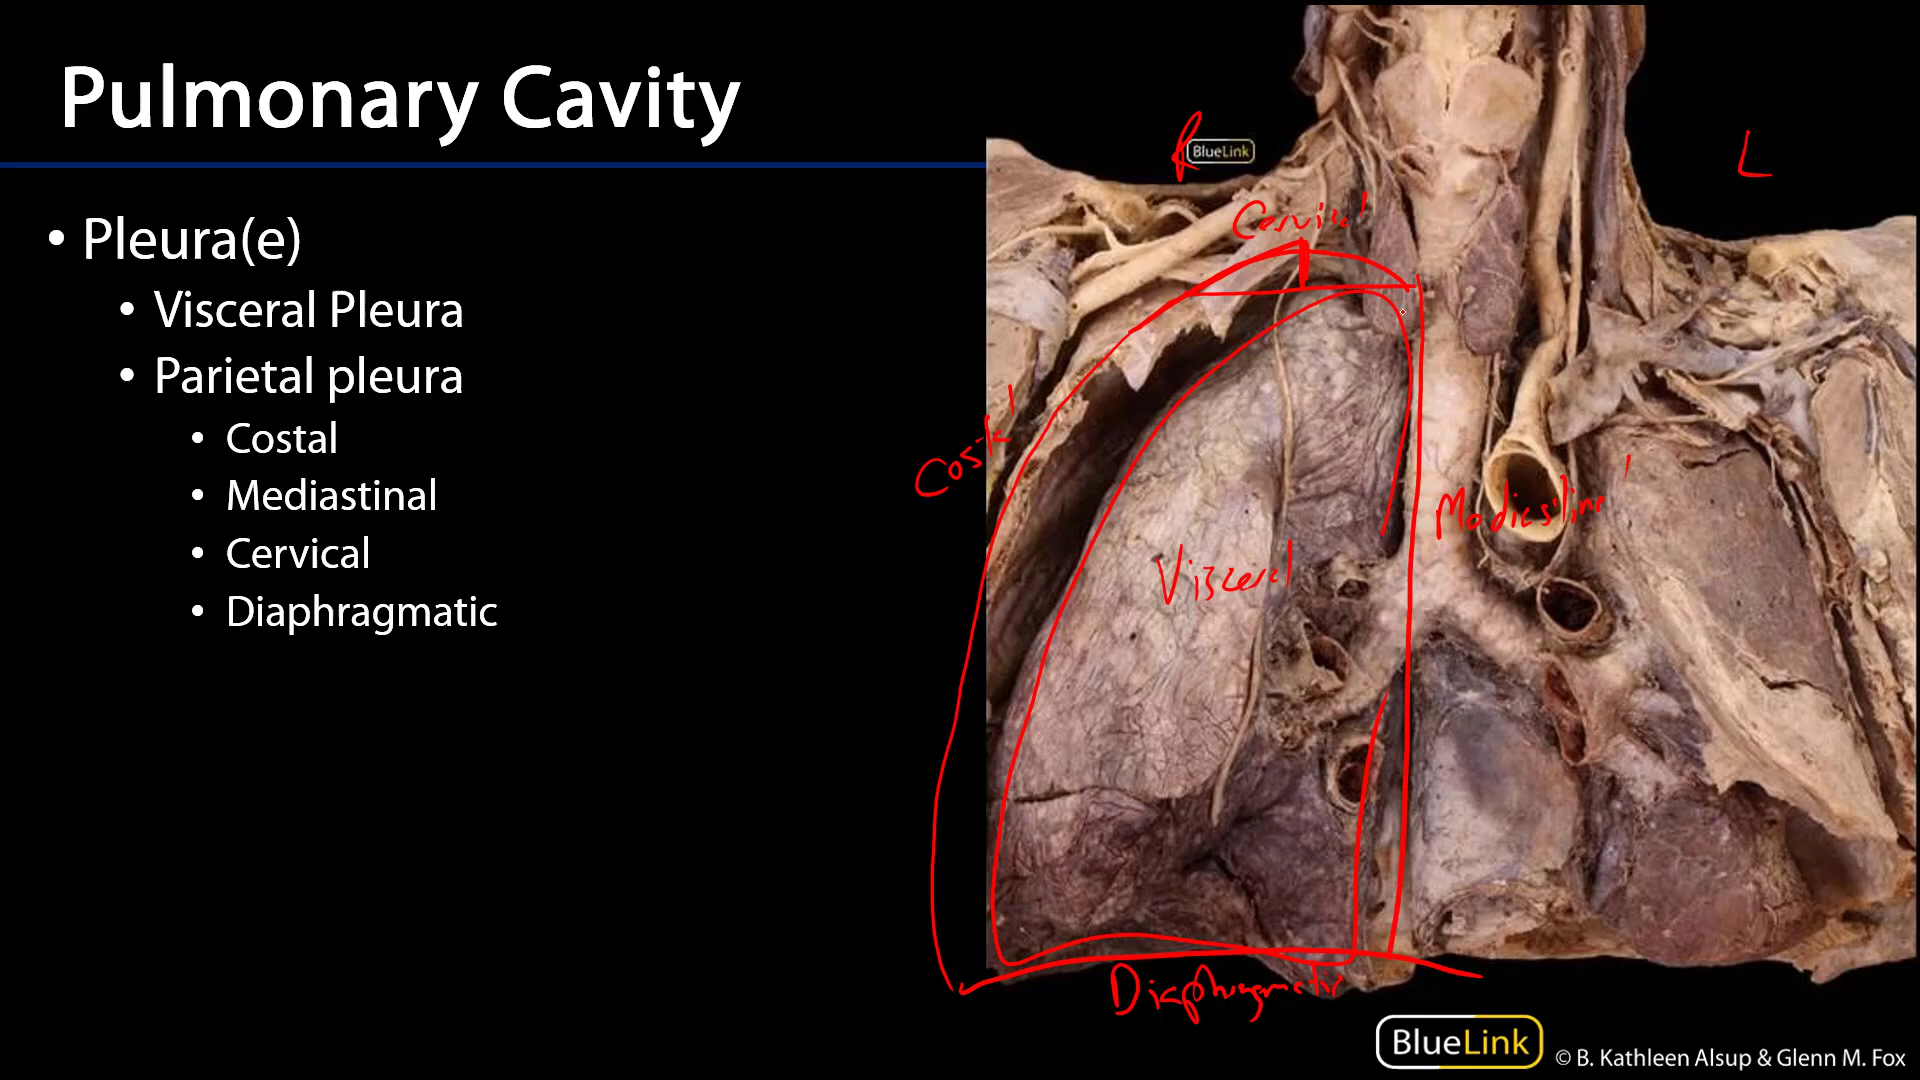 Pulmonary Cavity
• Pleura(e)
• Visceral Pleura
• Parietal pleura
• Costal
• Mediastinal
• Cervical
• Diaphragmatic
R
BlueLink
L
Cervical
Costal
Visceral
Diaphragmatic
BlueLink
© B. Kathleen Alsup & Glenn M. Fox